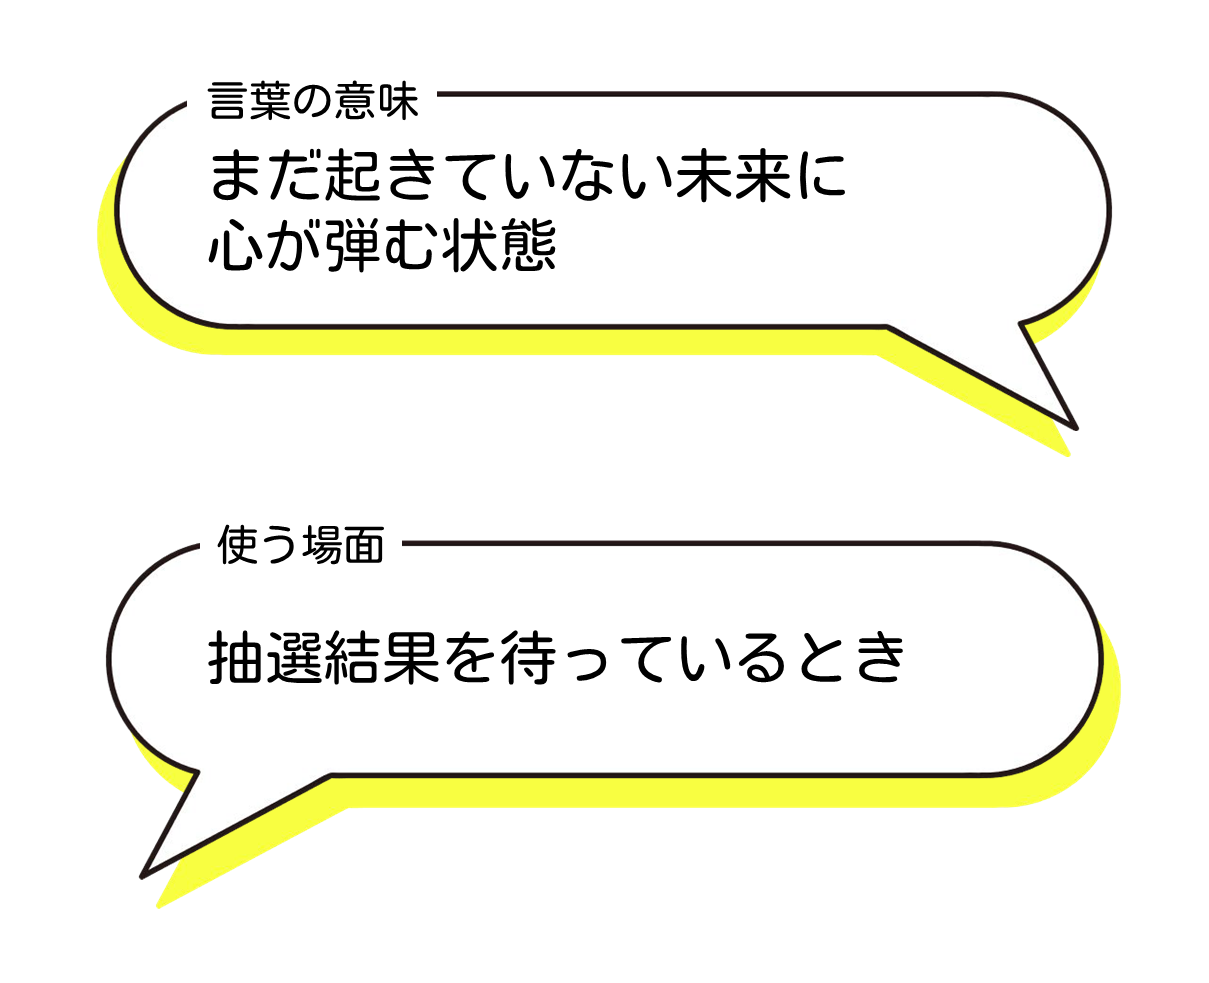 言葉の意味
まだ起きていない未来に
心が弾む状態
使う場面
抽選結果を待っているとき